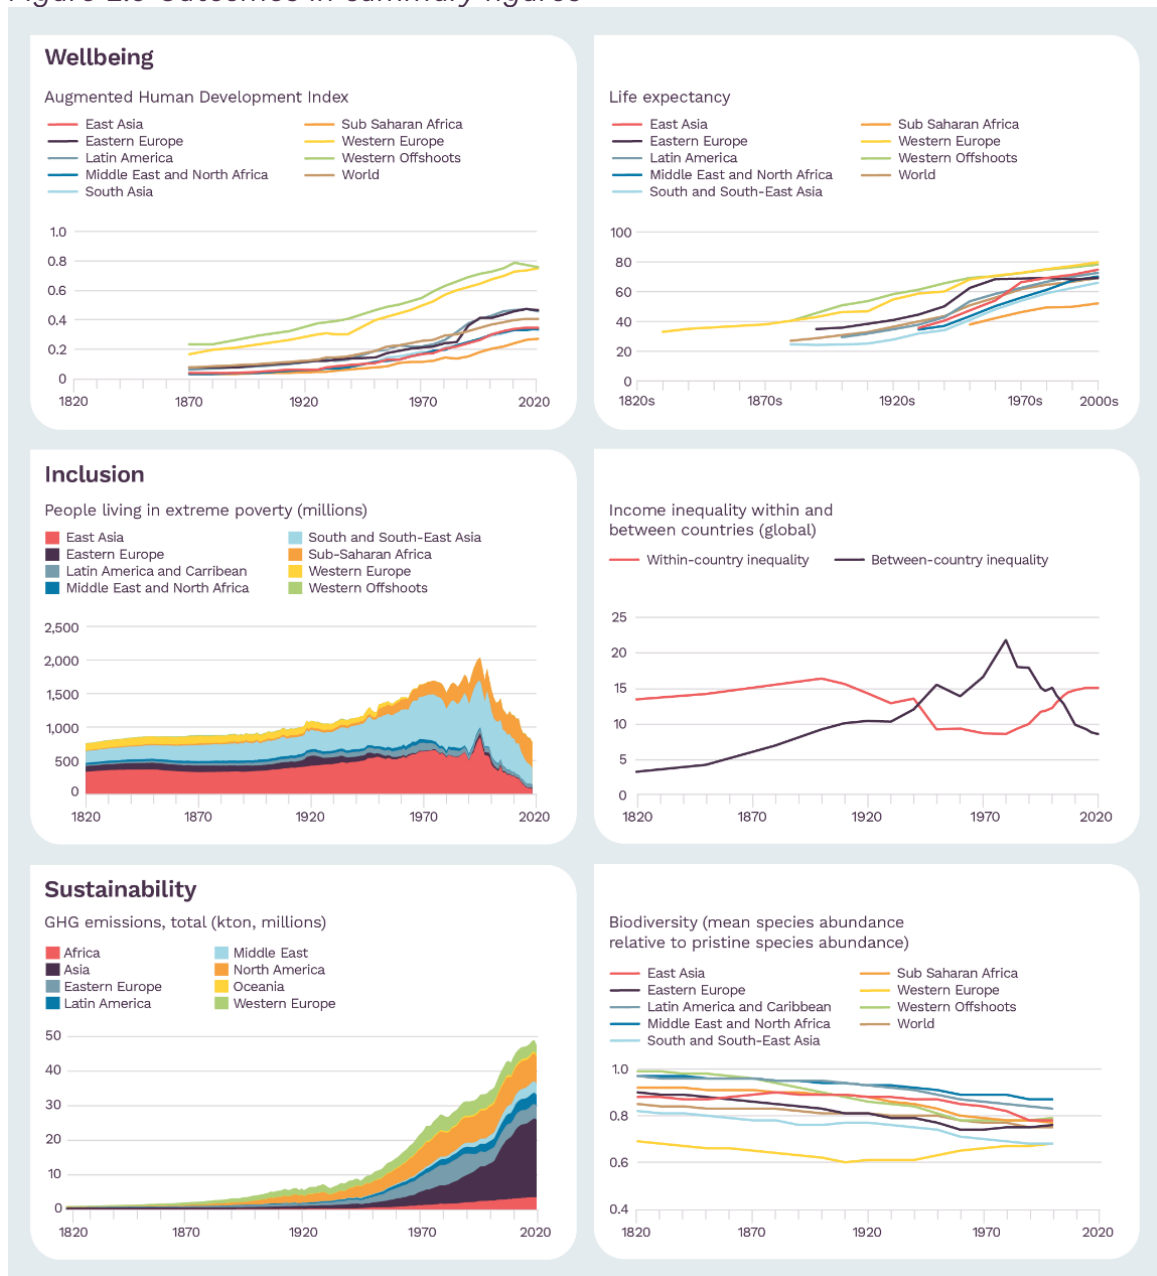 Figure 2.3 Outcomes in summary figures
Wellbeing
Augmented Human Development Index
East Asia
Eastern Europe
Latin America
Middle East and North Africa
South Asia
Sub Saharan Africa
Western Europe
Western Offshoots
World
1.0
0.8
0.6
0.4
0.2
0
1820
1870
1920
1970
2020
Life expectancy
East Asia
Eastern Europe
Latin America
Middle East and North Africa
South and South-East Asia
Sub Saharan Africa
Western Europe
Western Offshoots
World
100
80
60
40
20
0
1820s
1870s
1920s
1970s
2000s
Inclusion
People living in extreme poverty (millions)
East Asia
Eastern Europe
Latin America and Carribean
Middle East and North Africa
South and South-East Asia
Sub-Saharan Africa
Western Europe
Western Offshoots
2,500
2,000
1,500
1,000
500
0
1820
1870
1920
1970
2020
Income inequality within and
between countries (global)
Within-country inequality
Between-country inequality
25
20
15
10
5
0
1820
1870
1920
1970
2020
Sustainability
GHG emissions, total (kton, millions)
Africa
Asia
Eastern Europe
Latin America
Middle East
North America
Oceania
Western Europe
50
40
30
20
10
0
1820
1870
1920
1970
2020
Biodiversity (mean species abundance
relative to pristine species abundance)
East Asia
Eastern Europe
Latin America and Caribbean
Middle East and North Africa
South and South-East Asia
Sub Saharan Africa
Western Europe
Western Offshoots
World
1.0
0.8
0.6
0.4
1820
1870
1920
1970
2020